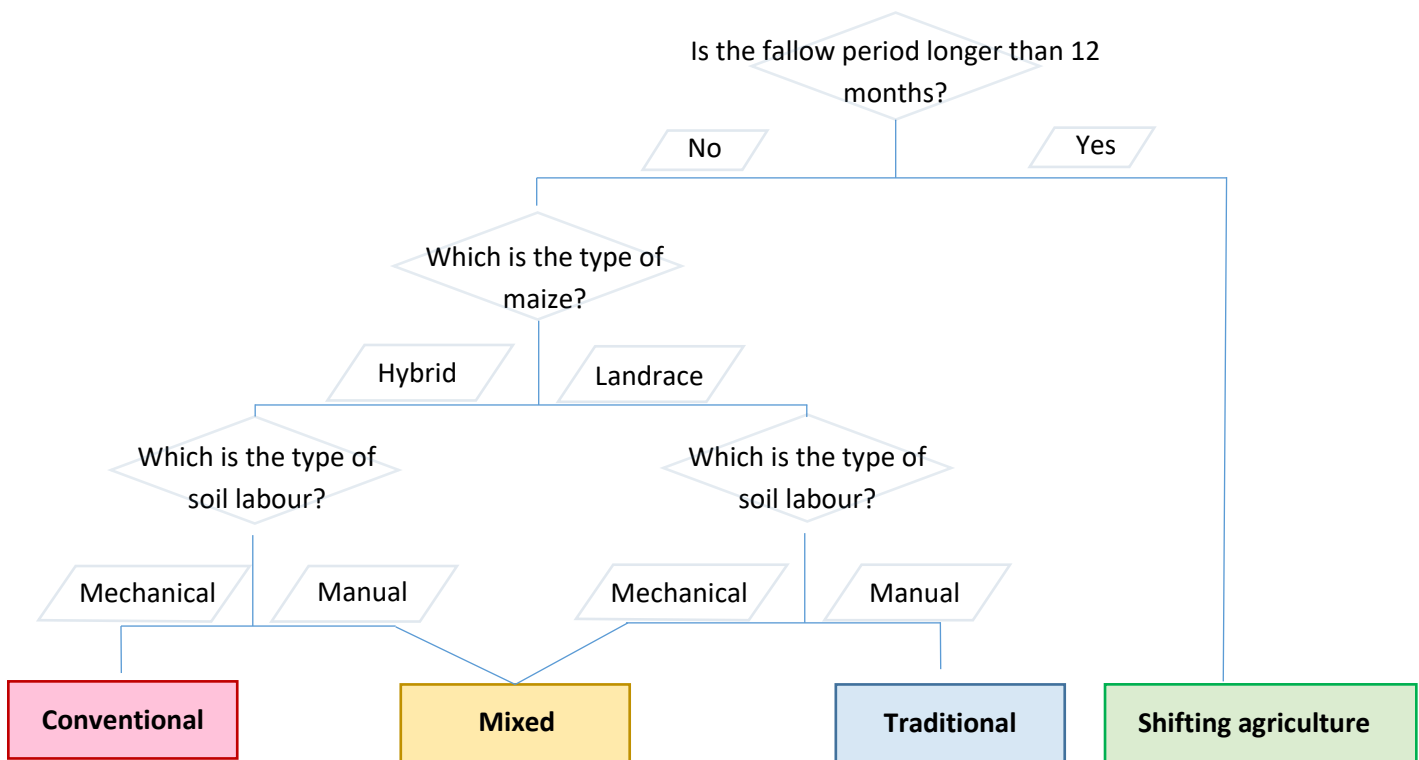 Is the fallow period longer than 12
months?
No
Yes
Which is the type of
maize?
Hybrid
Landrace
Which is the type of
soil labour?
Which is the type of
soil labour?
Mechanical
Manual
Mechanical
Manual
Conventional
Mixed
Traditional
Shifting agriculture